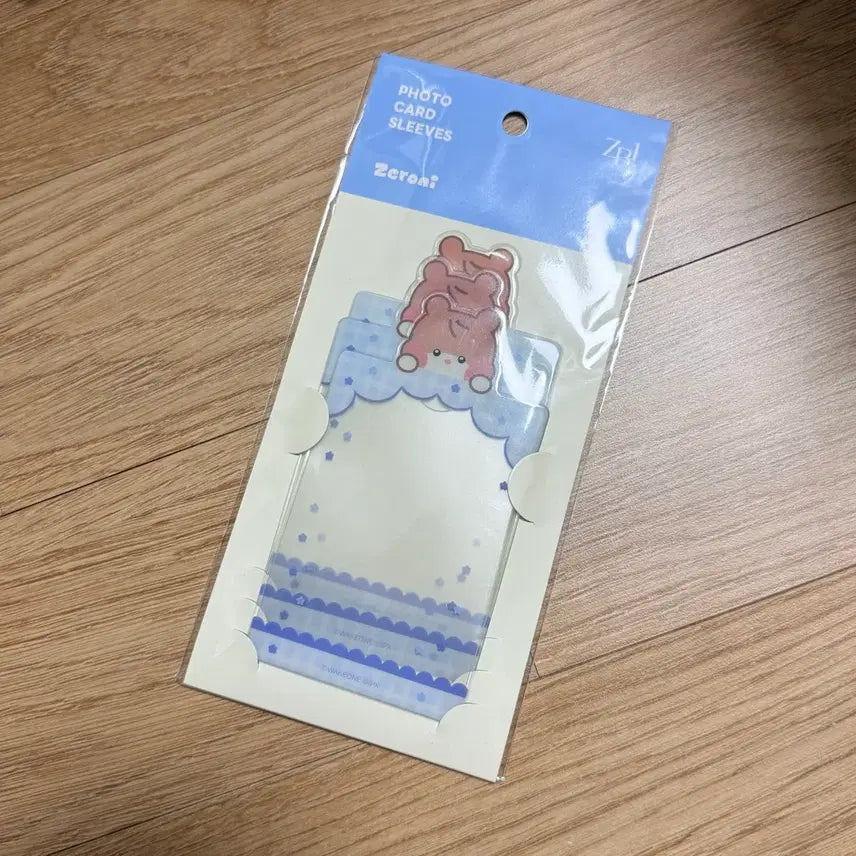 PHOTO
CARD
SLEEVES
Zeroni
ZB1